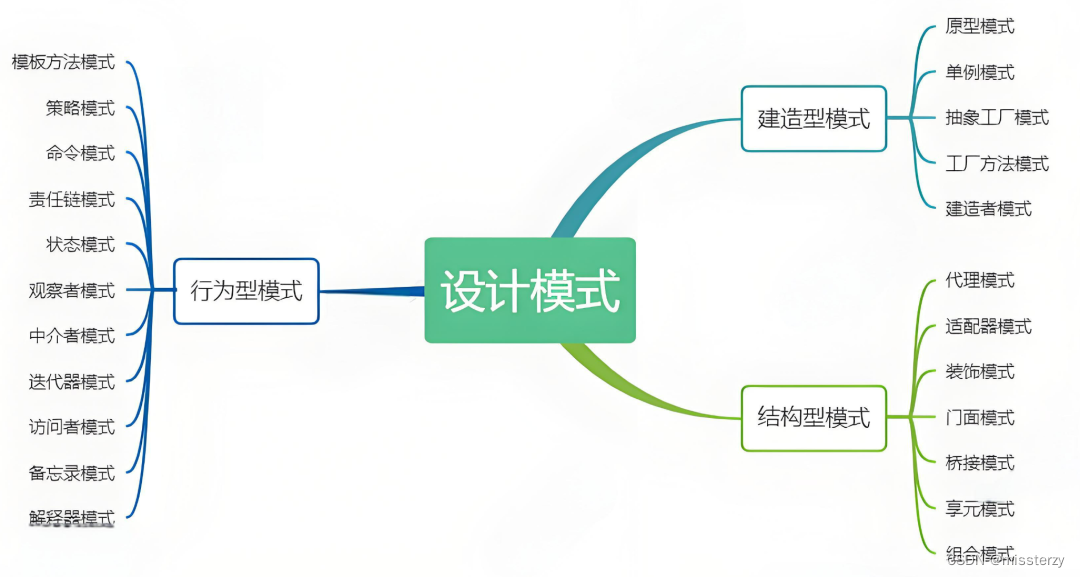 设计模式
行为型模式
模板方法模式
策略模式
命令模式
责任链模式
状态模式
观察者模式
中介者模式
迭代器模式
访问者模式
备忘录模式
解释器模式
建造型模式
原型模式
单例模式
抽象工厂模式
工厂方法模式
建造者模式
结构型模式
代理模式
适配器模式
装饰模式
门面模式
桥接模式
享元模式
组合模式
CSDN @missterzy